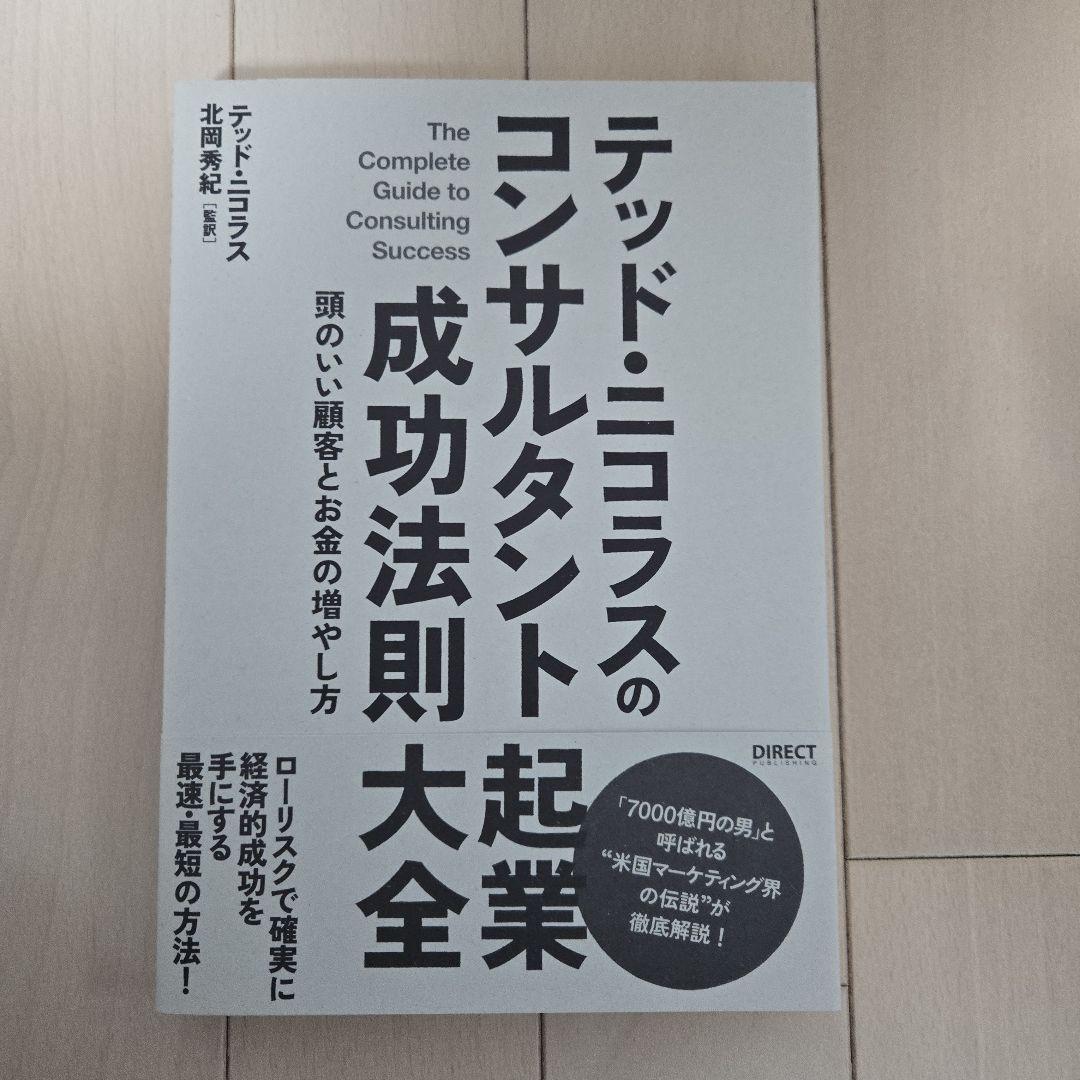 テッド・ニコラスの
コンサルタント起業
成功法則大全
The
Complete
Guide to
Consulting
Success
頭のいい顧客とお金の増やし方
テッド・ニコラス
北岡秀紀[監訳]
DIRECT
PUBLISHING
「7000億円の男」と
呼ばれる
“米国マーケティング界
の伝説”が
徹底解説！
ローリスクで確実に
経済的成功を
手にする
最速・最短の方法！